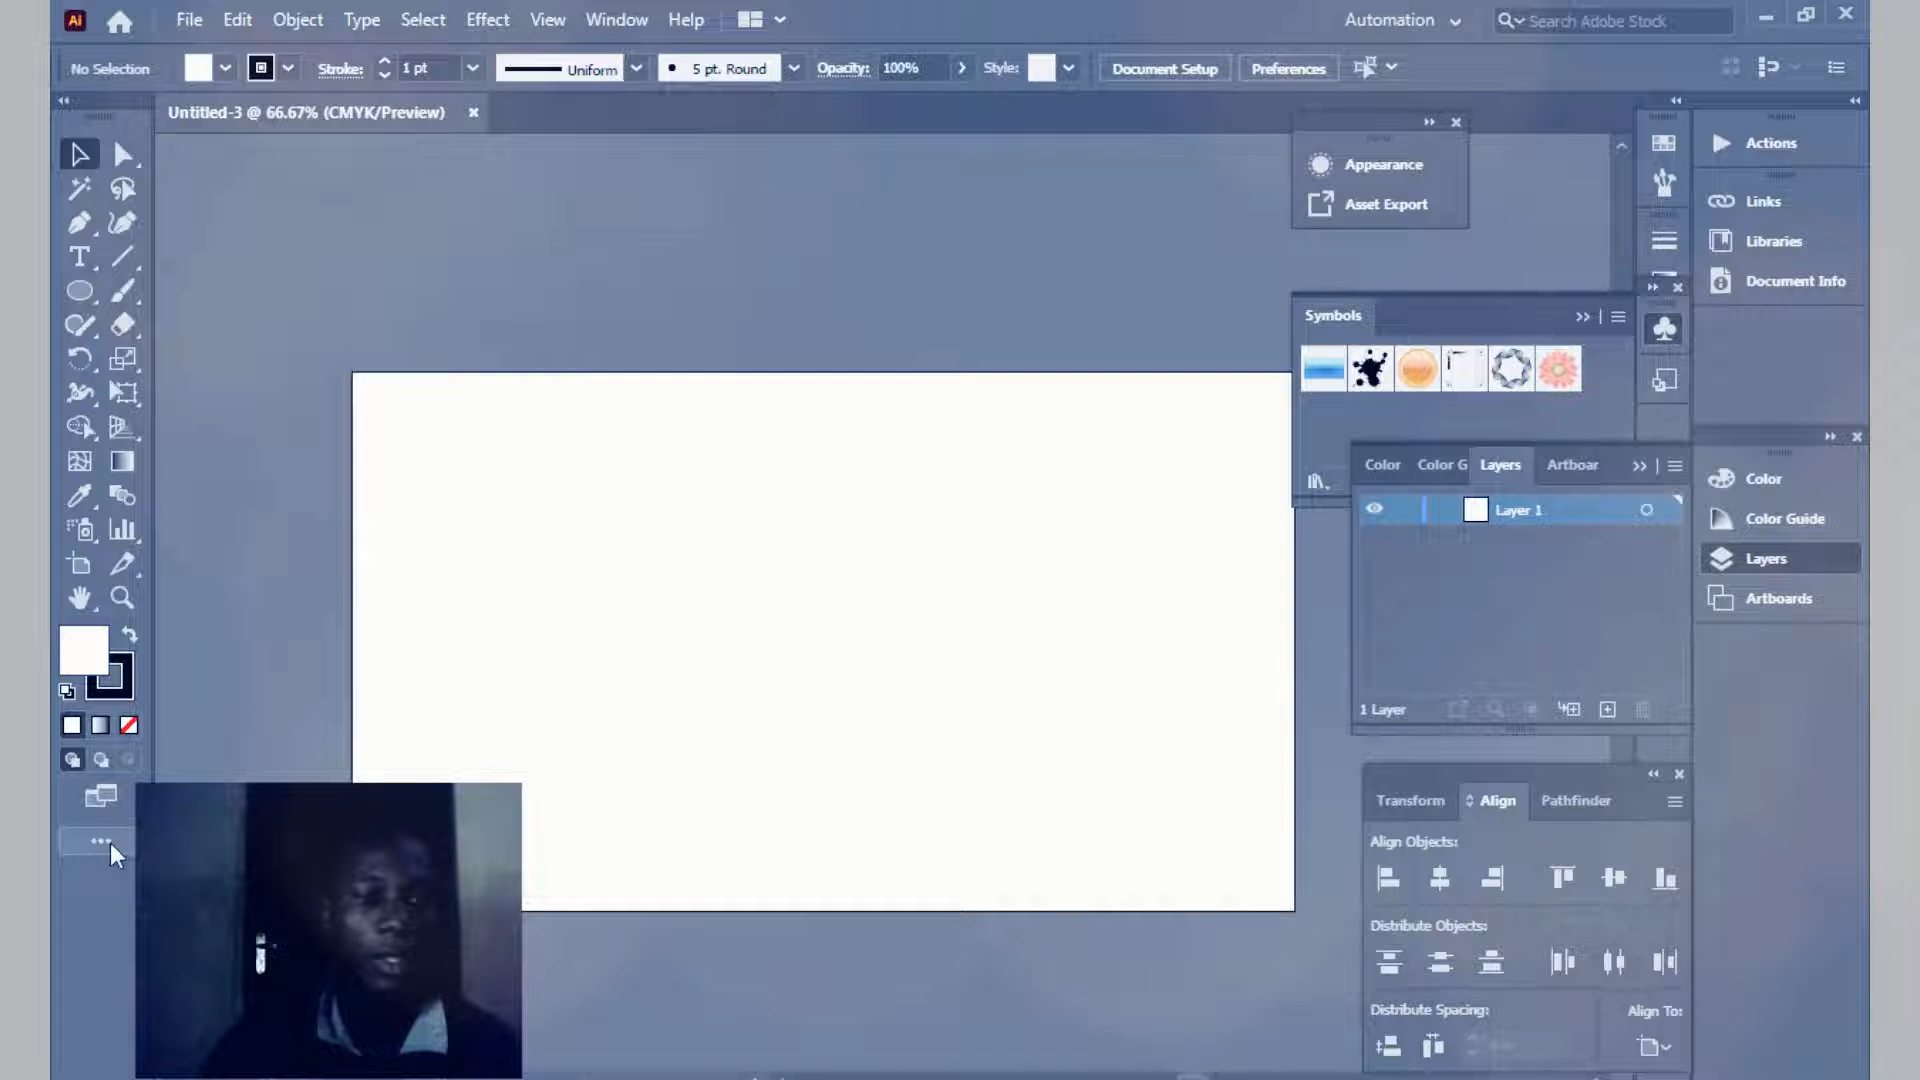 Ai File Edit Object Type Select Effect View Window Help Automation Search Adobe Stock
No Selection Stroke: 1 pt Uniform 5 pt. Round Opacity: 100% Style: Document Setup Preferences
Untitled-3 @ 66.67% (CMYK/Preview)
Appearance
Asset Export
Actions
Links
Libraries
Document Info
Symbols
Color Color G Layers Artboar
Layer 1
1 Layer
Color
Color Guide
Layers
Artboards
Transform Align Pathfinder
Align Objects:
Distribute Objects:
Distribute Spacing: Align To: